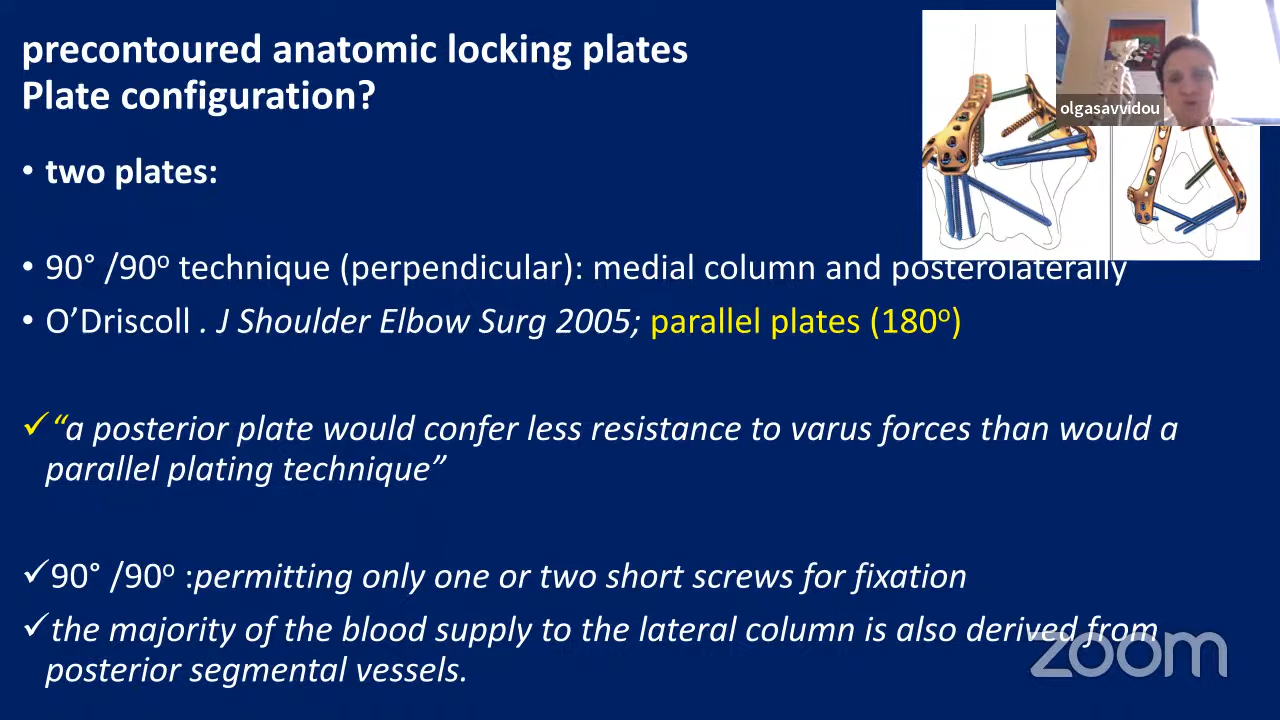 precontoured anatomic locking plates
Plate configuration?
olgasavvidou
• two plates:
• 90° /90º technique (perpendicular): medial column and posterolaterally
• O’Driscoll . J Shoulder Elbow Surg 2005; parallel plates (180º)
✓“a posterior plate would confer less resistance to varus forces than would a
parallel plating technique”
✓90° /90º :permitting only one or two short screws for fixation
✓the majority of the blood supply to the lateral column is also derived from
posterior segmental vessels.
zoom